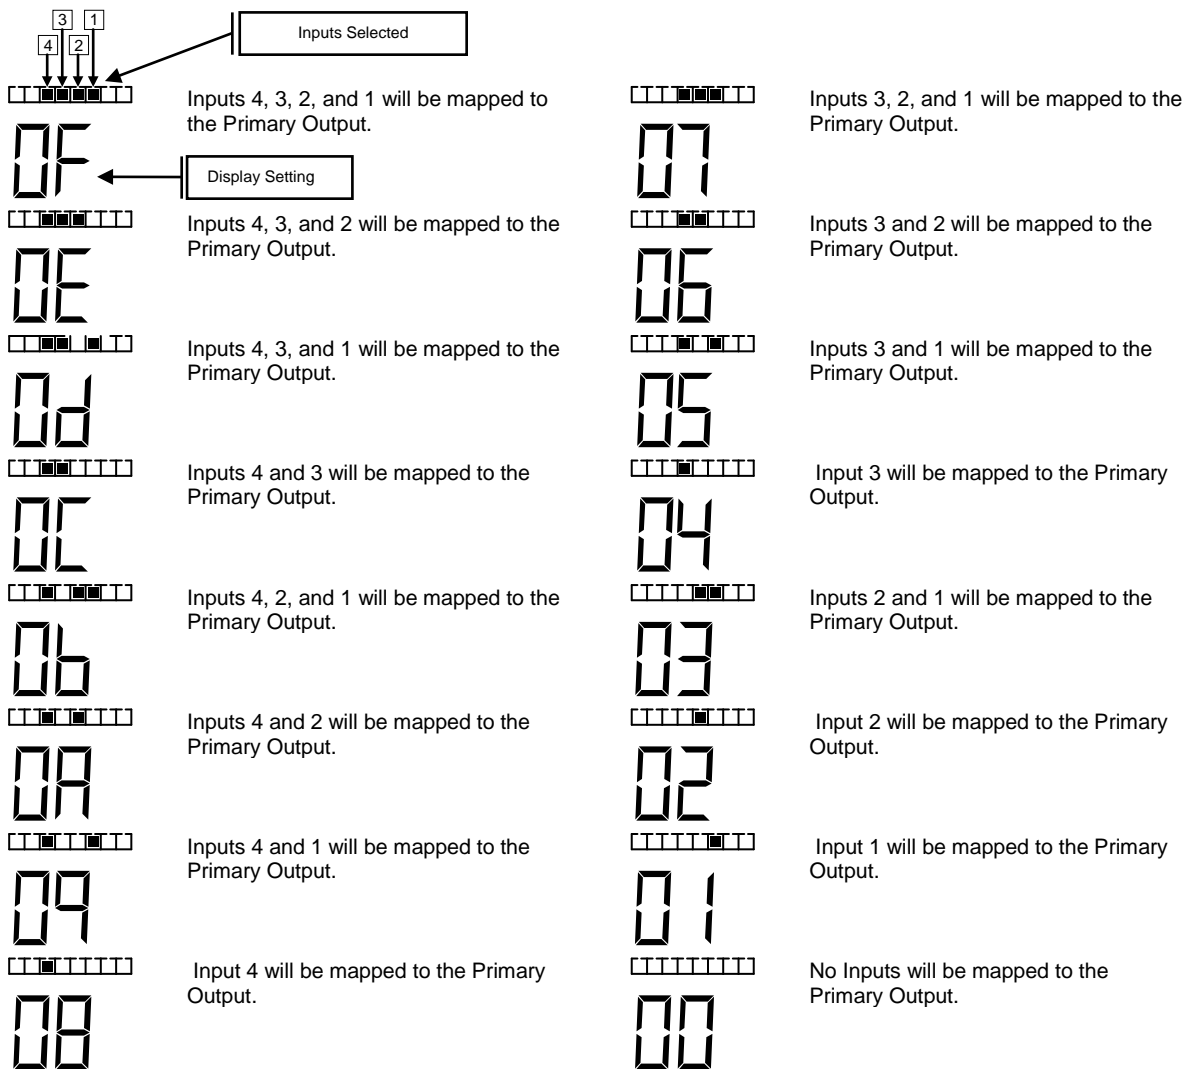 3 1
4 2
Inputs Selected
Inputs 4, 3, 2, and 1 will be mapped to
the Primary Output.
0F
Display Setting
Inputs 4, 3, and 2 will be mapped to the
Primary Output.
0E
Inputs 4, 3, and 1 will be mapped to the
Primary Output.
0d
Inputs 4 and 3 will be mapped to the
Primary Output.
0C
Inputs 4, 2, and 1 will be mapped to the
Primary Output.
0b
Inputs 4 and 2 will be mapped to the
Primary Output.
0A
Inputs 4 and 1 will be mapped to the
Primary Output.
09
Input 4 will be mapped to the Primary
Output.
08
Inputs 3, 2, and 1 will be mapped to the
Primary Output.
07
Inputs 3 and 2 will be mapped to the
Primary Output.
06
Inputs 3 and 1 will be mapped to the
Primary Output.
05
Input 3 will be mapped to the Primary
Output.
04
Inputs 2 and 1 will be mapped to the
Primary Output.
03
Input 2 will be mapped to the Primary
Output.
02
Input 1 will be mapped to the Primary
Output.
01
No Inputs will be mapped to the
Primary Output.
00